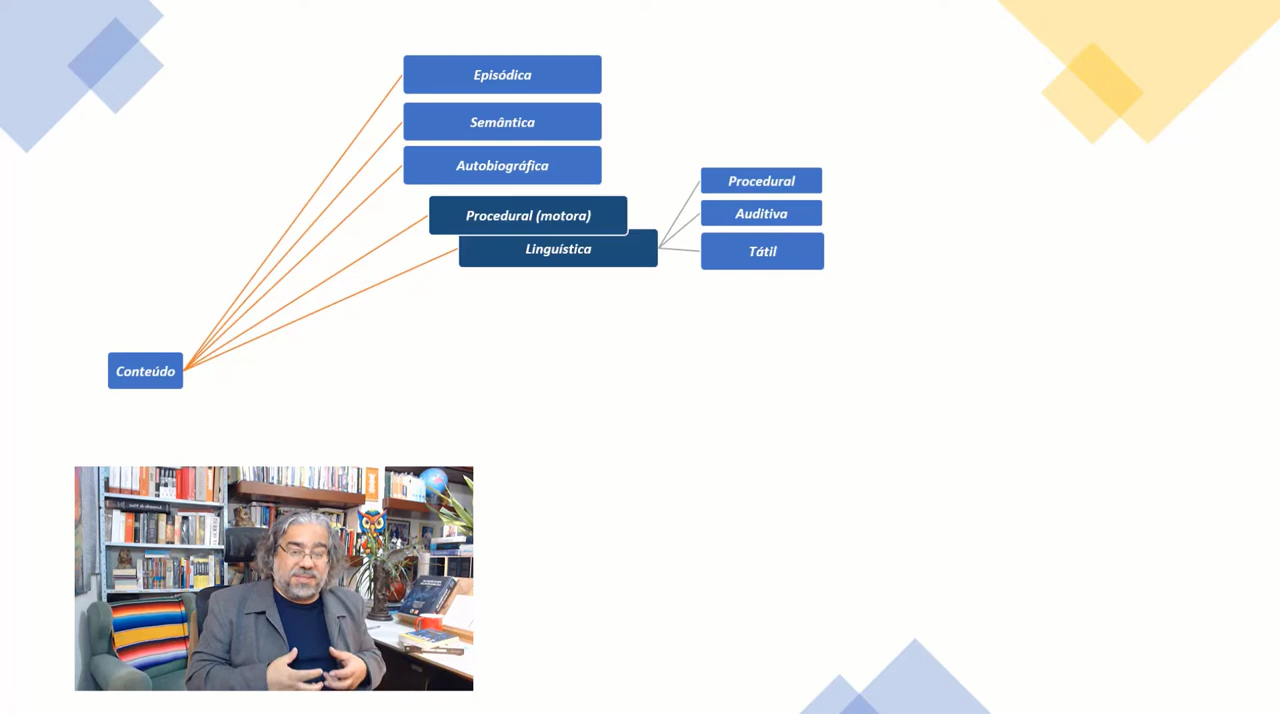 Episódica
Semântica
Autobiográfica
Procedural (motora)
Linguística
Procedural
Auditiva
Tátil
Conteúdo